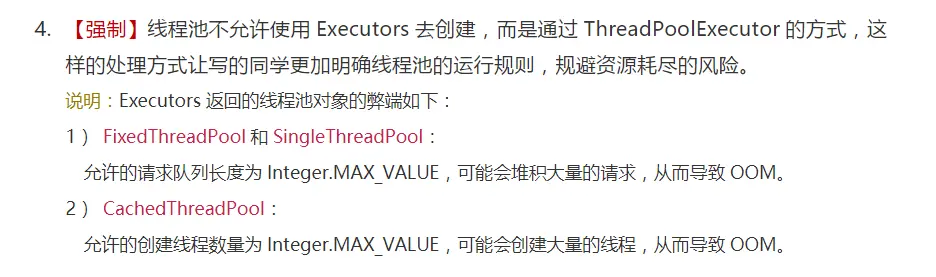 4. 【强制】线程池不允许使用 Executors 去创建，而是通过 ThreadPoolExecutor 的方式，这
样的处理方式让写的同学更加明确线程池的运行规则，规避资源耗尽的风险。
说明：Executors 返回的线程池对象的弊端如下：
1） FixedThreadPool 和 SingleThreadPool：
允许的请求队列长度为 Integer.MAX_VALUE，可能会堆积大量的请求，从而导致 OOM。
2） CachedThreadPool：
允许的创建线程数量为 Integer.MAX_VALUE，可能会创建大量的线程，从而导致 OOM。